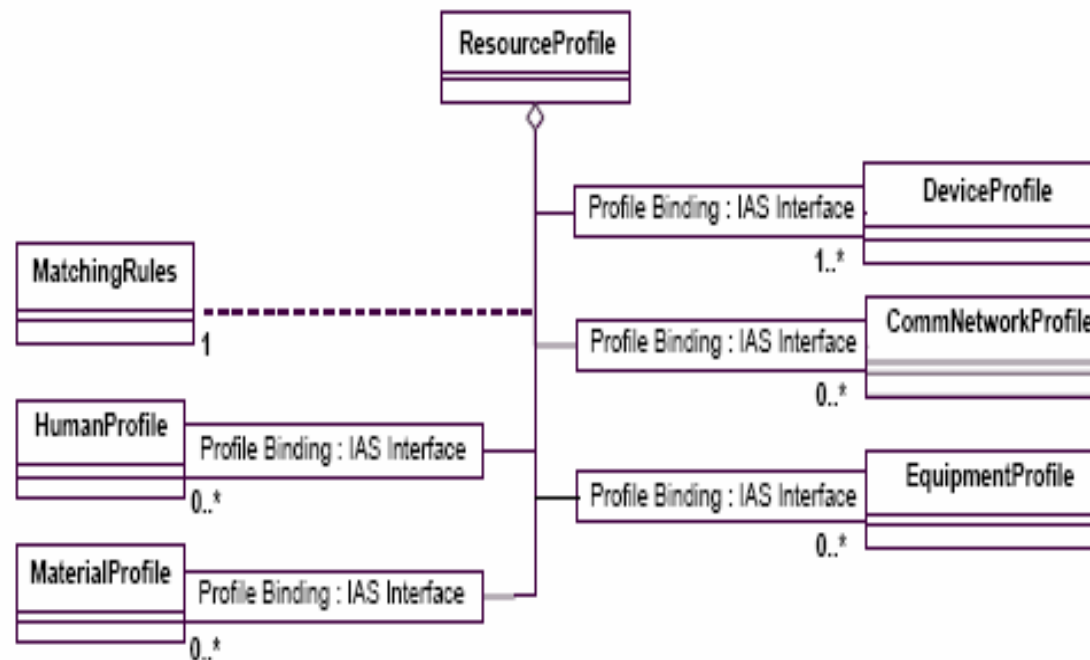 ResourceProfile
Profile Binding : IAS Interface
DeviceProfile
1..*
MatchingRules
1
Profile Binding : IAS Interface
CommNetworkProfile
0..*
HumanProfile
Profile Binding : IAS Interface
0..*
Profile Binding : IAS Interface
EquipmentProfile
0..*
MaterialProfile
Profile Binding : IAS Interface
0..*